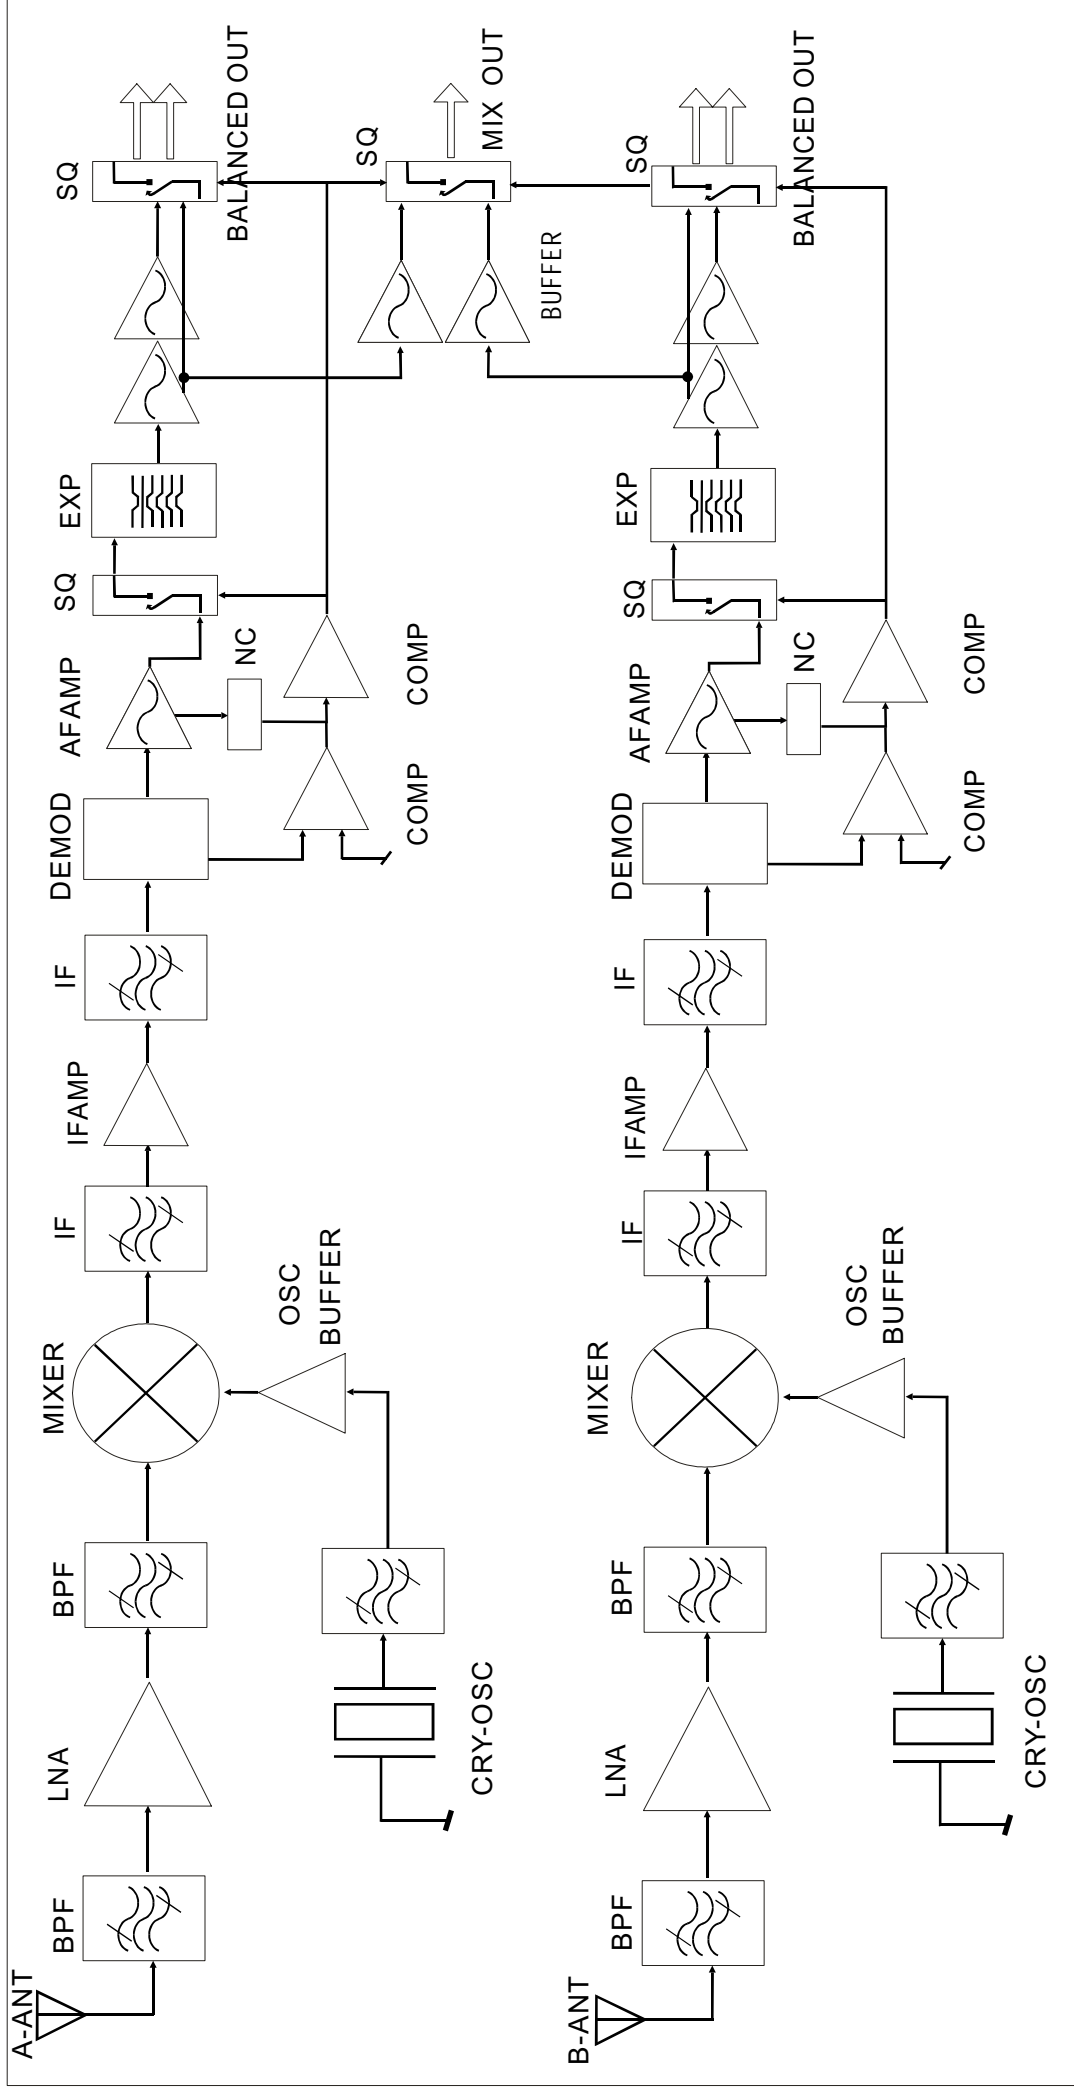 A-ANT
BPF
LNA
BPF
MIXER
IF
IFAMP
IF
DEMOD
AFAMP
SQ
EXP
SQ
BALANCED OUT
CRY-OSC
OSC
BUFFER
COMP
NC
COMP
SQ
MIX OUT
BUFFER
B-ANT
BPF
LNA
BPF
MIXER
IF
IFAMP
IF
DEMOD
AFAMP
SQ
EXP
SQ
BALANCED OUT
CRY-OSC
OSC
BUFFER
COMP
NC
COMP